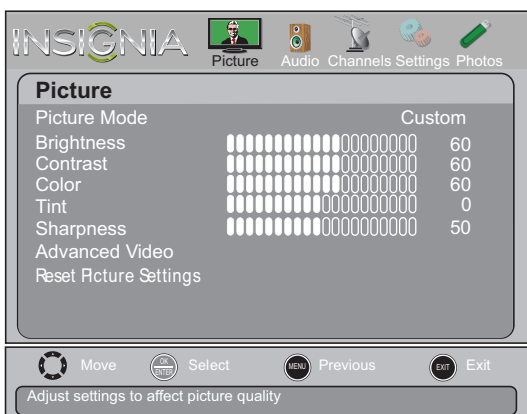 INSIGNIA
Picture Audio Channels Settings Photos
Picture
Picture Mode Custom
Brightness 60
Contrast 60
Color 60
Tint 0
Sharpness 50
Advanced Video
Reset Picture Settings
Move OK ENTER Select MENU Previous EXIT Exit
Adjust settings to affect picture quality